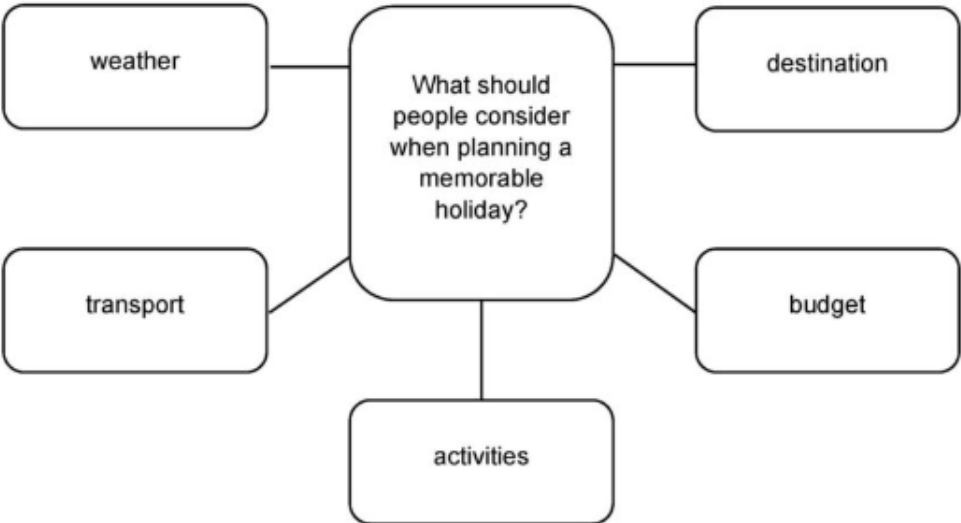 weather
What should
people consider
when planning a
memorable
holiday?
destination
transport
budget
activities